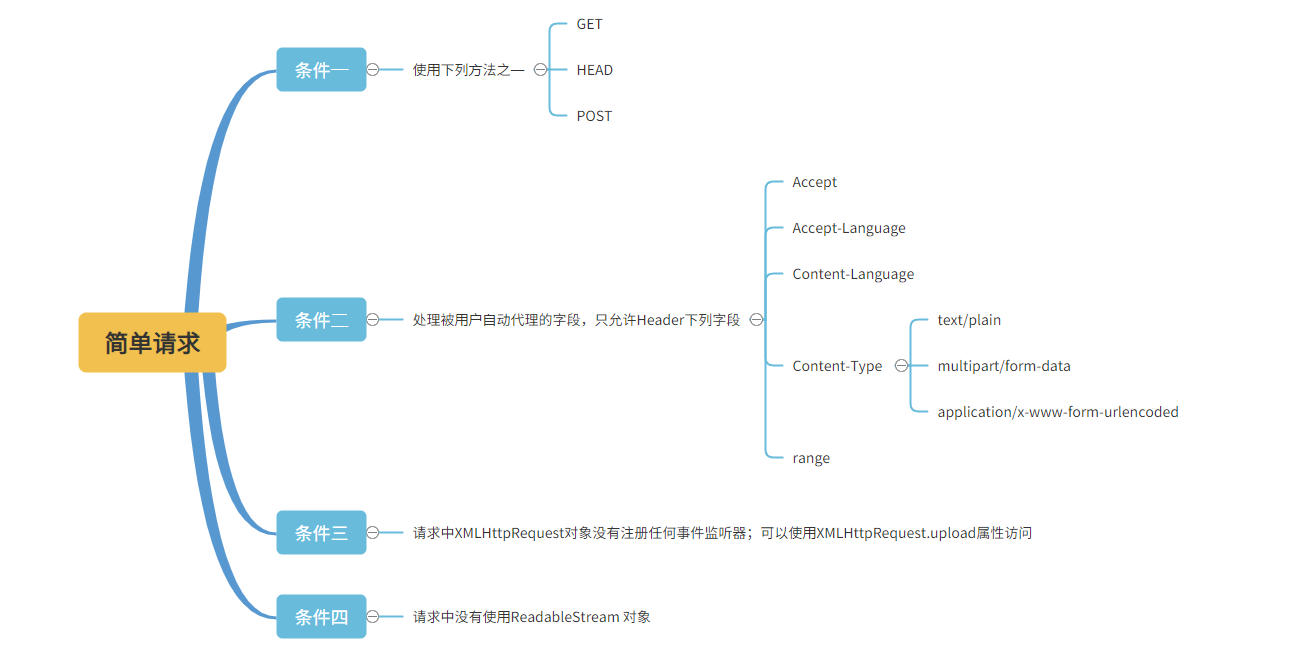 简单请求
条件一
使用下列方法之一
GET
HEAD
POST
条件二
处理被用户自动代理的字段，只允许Header下列字段
Accept
Accept-Language
Content-Language
Content-Type
text/plain
multipart/form-data
application/x-www-form-urlencoded
range
条件三
请求中XMLHttpRequest对象没有注册任何事件监听器；可以使用XMLHttpRequest.upload属性访问
条件四
请求中没有使用ReadableStream 对象